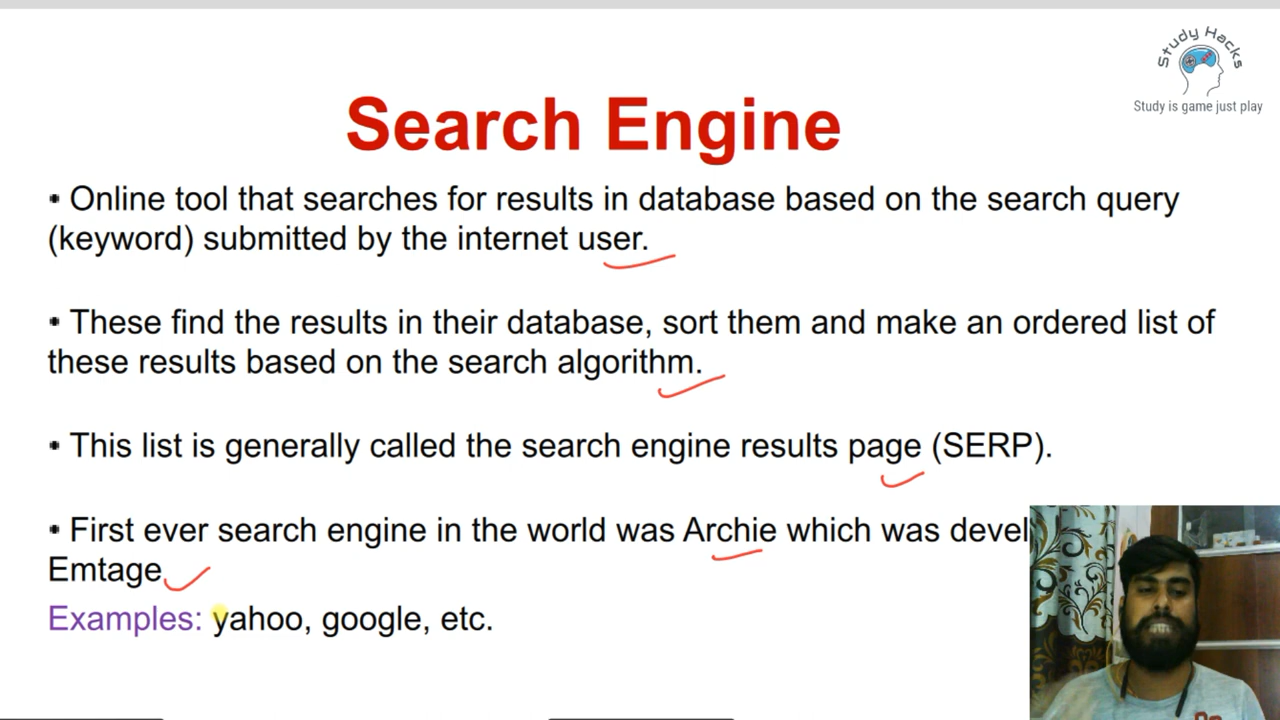 Study Hacks
Study is game just play
Search Engine
• Online tool that searches for results in database based on the search query
(keyword) submitted by the internet user.
• These find the results in their database, sort them and make an ordered list of
these results based on the search algorithm.
• This list is generally called the search engine results page (SERP).
• First ever search engine in the world was Archie which was devel
Emtage
Examples: yahoo, google, etc.